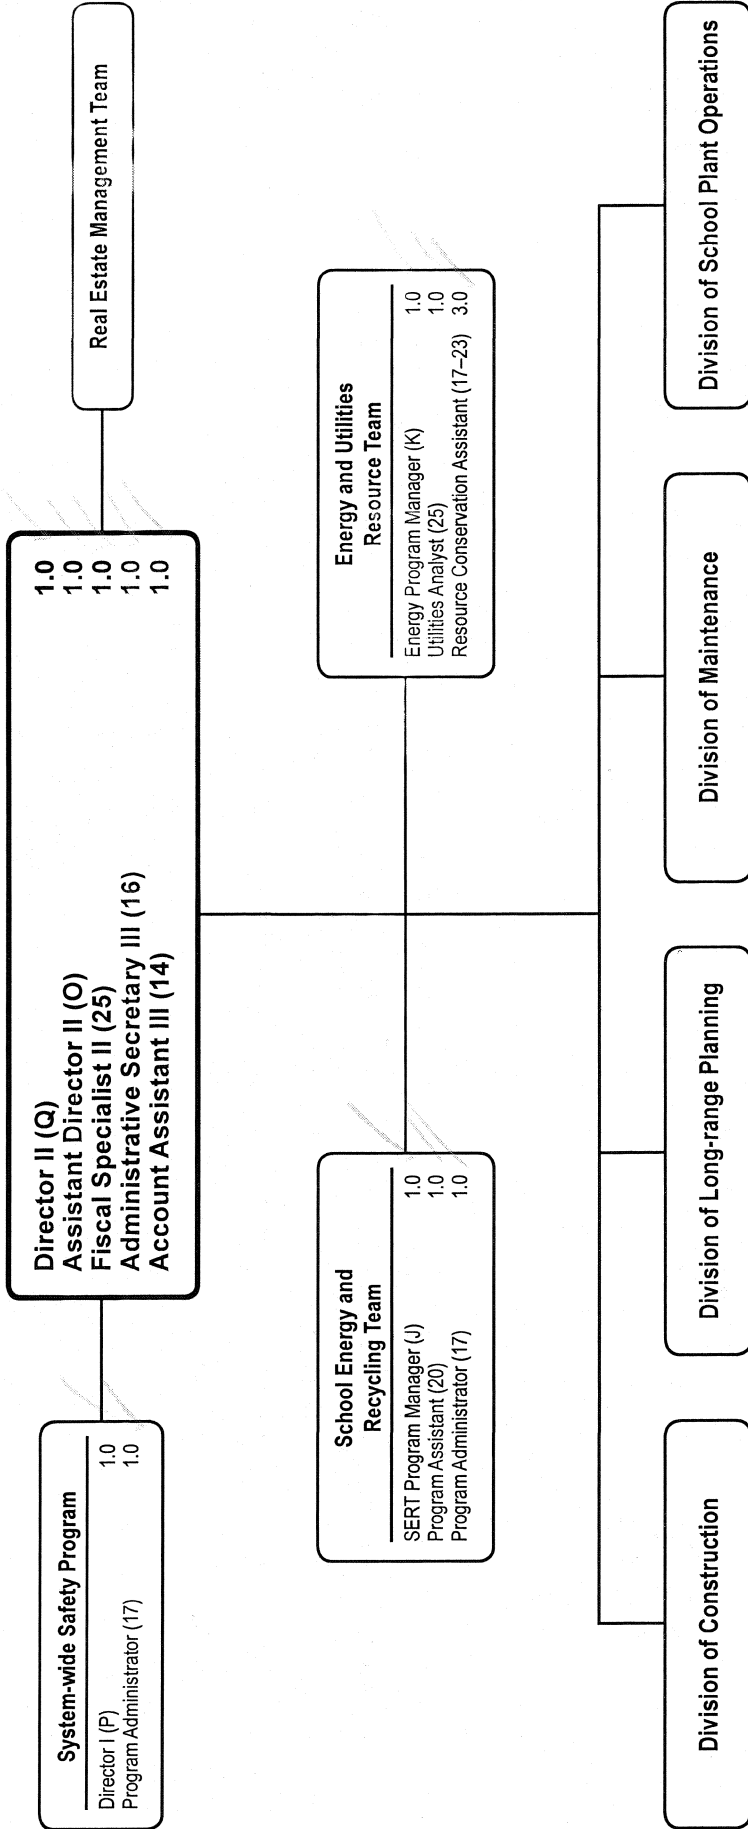 Director II (Q) 1.0
Assistant Director II (O) 1.0
Fiscal Specialist II (25) 1.0
Administrative Secretary III (16) 1.0
Account Assistant III (14) 1.0
System-wide Safety Program
Director I (P) 1.0
Program Administrator (17) 1.0
Real Estate Management Team
School Energy and
Recycling Team
SERT Program Manager (J) 1.0
Program Assistant (20) 1.0
Program Administrator (17) 1.0
Energy and Utilities
Resource Team
Energy Program Manager (K) 1.0
Utilities Analyst (25) 1.0
Resource Conservation Assistant (17–23) 3.0
Division of Construction
Division of Long-range Planning
Division of Maintenance
Division of School Plant Operations